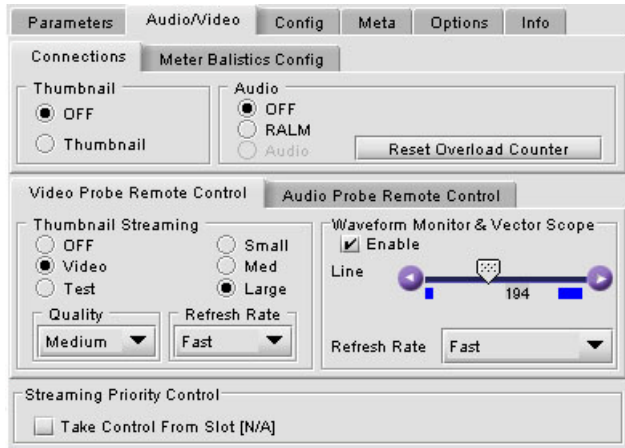 Parameters Audio/Video Config Meta Options Info
Connections Meter Balistics Config
Thumbnail
OFF
Thumbnail
Audio
OFF
RALM
Audio
Reset Overload Counter
Video Probe Remote Control Audio Probe Remote Control
Thumbnail Streaming
OFF
Video
Test
Small
Med
Large
Quality
Medium
Refresh Rate
Fast
Waveform Monitor & Vector Scope
Enable
Line
194
Refresh Rate Fast
Streaming Priority Control
Take Control From Slot [N/A]